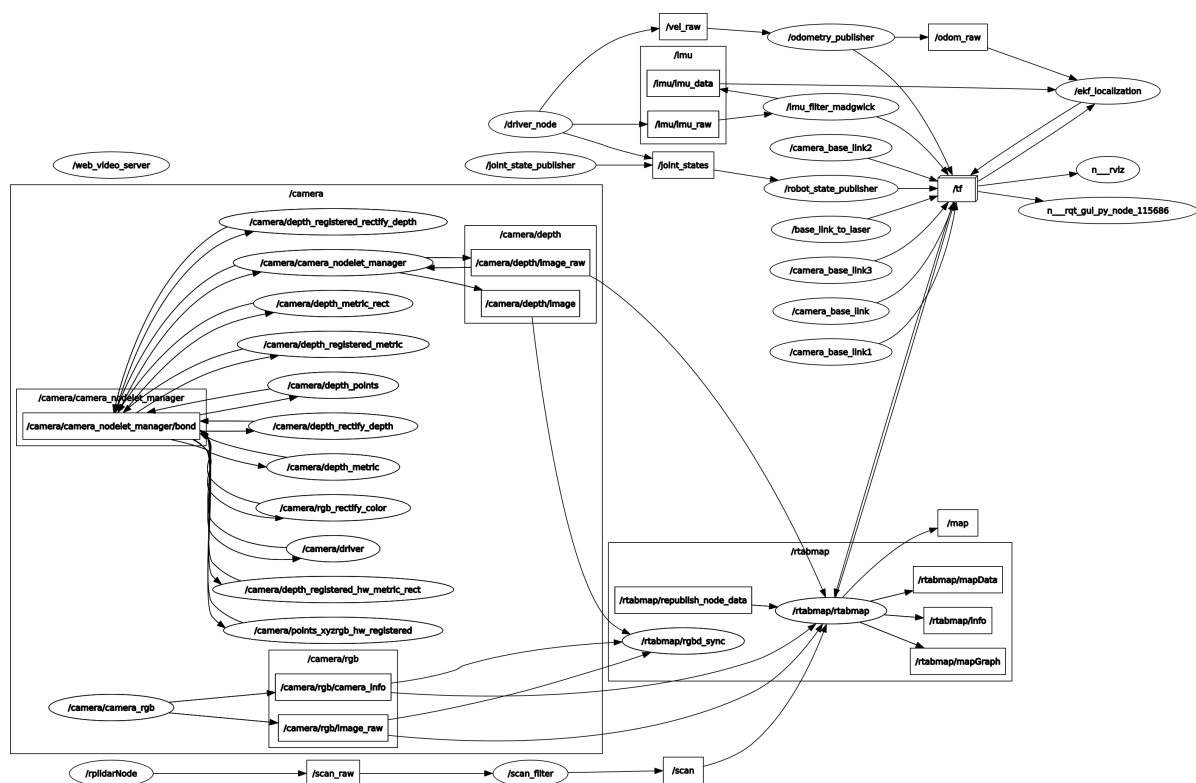 /vel_raw
/odometry_publisher
/odom_raw
/imu
/imu/imu_data
/ekf_localization
/imu_filter_madgwick
/driver_node
/imu/imu_raw
/camera_base_link2
/web_video_server
/joint_state_publisher
/joint_states
n___rviz
/robot_state_publisher
/tf
/camera
n___rqt_gui_py_node_115686
/camera/depth_registered_rectify_depth
/base_link_to_laser
/camera/depth
/camera/camera_nodelet_manager
/camera/depth/image_raw
/camera_base_link3
/camera/depth_metric_rect
/camera/depth/image
/camera_base_link
/camera/depth_registered_metric
/camera_base_link1
/camera/depth_points
/camera/camera_nodelet_manager
/camera/camera_nodelet_manager/bond
/camera/depth_rectify_depth
/camera/depth_metric
/camera/rgb_rectify_color
/map
/camera/driver
/rtabmap
/rtabmap/mapData
/camera/depth_registered_hw_metric_rect
/rtabmap/republish_node_data
/rtabmap/rtabmap
/rtabmap/info
/camera/points_xyzrgb_hw_registered
/rtabmap/rgbd_sync
/camera/rgb
/rtabmap/mapGraph
/camera/rgb/camera_info
/camera/camera_rgb
/camera/rgb/image_raw
/rplidarNode
/scan_raw
/scan_filter
/scan